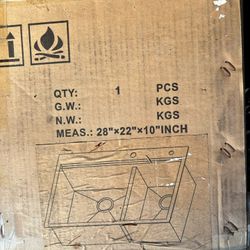 QTY: 1 PCS
G.W.: KGS
N.W.: KGS
MEAS.: 28"×22"×10"INCH